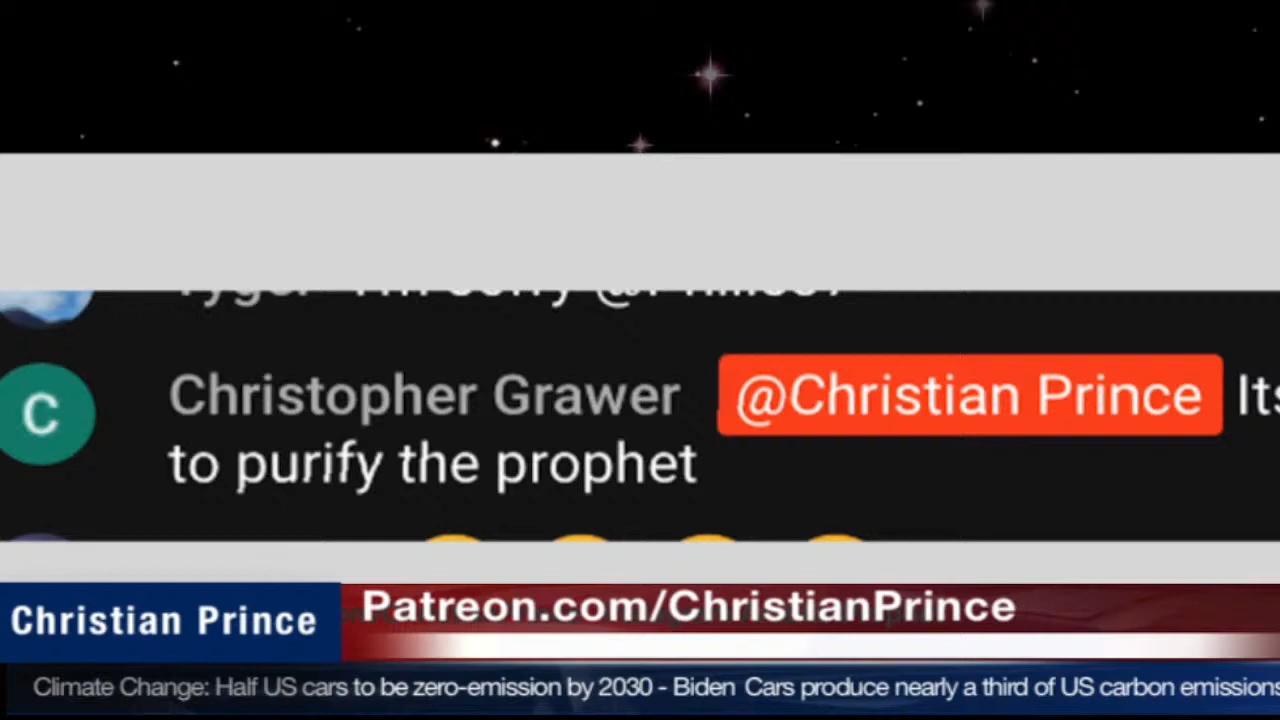 Christopher Grawer @Christian Prince Its
to purify the prophet
Christian Prince
Patreon.com/ChristianPrince
Climate Change: Half US cars to be zero-emission by 2030 - Biden Cars produce nearly a third of US carbon emissions